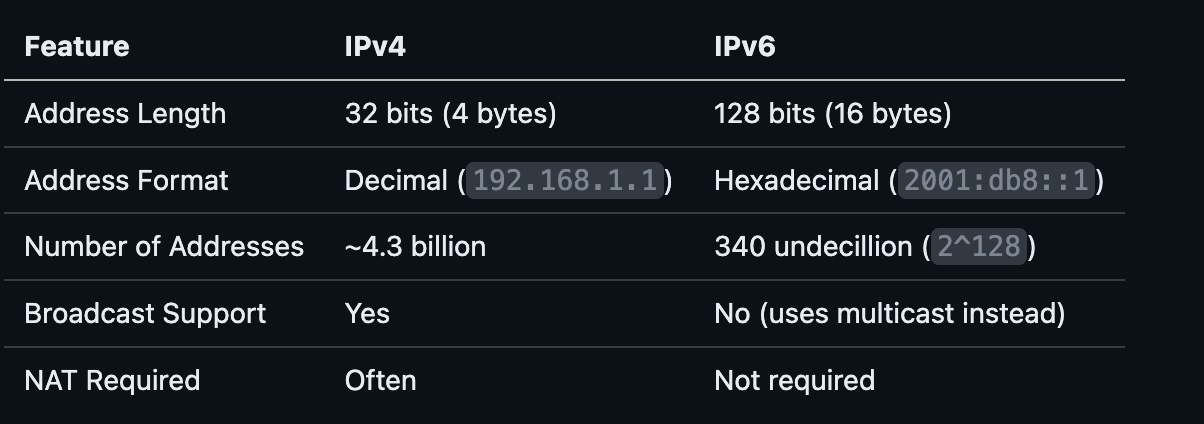 Feature IPv4 IPv6
Address Length 32 bits (4 bytes) 128 bits (16 bytes)
Address Format Decimal (192.168.1.1) Hexadecimal (2001:db8::1)
Number of Addresses ~4.3 billion 340 undecillion (2^128)
Broadcast Support Yes No (uses multicast instead)
NAT Required Often Not required